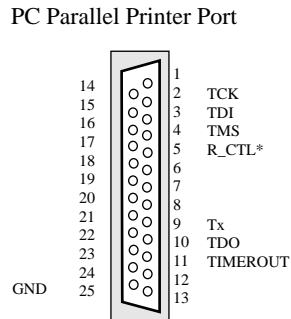 PC Parallel Printer Port
1
14
2 TCK
15
3 TDI
16
4 TMS
17
5 R_CTL*
18
6
19
7
20
8
21
9 Tx
22
10 TDO
23
11 TIMEROUT
24
12
GND 25
13